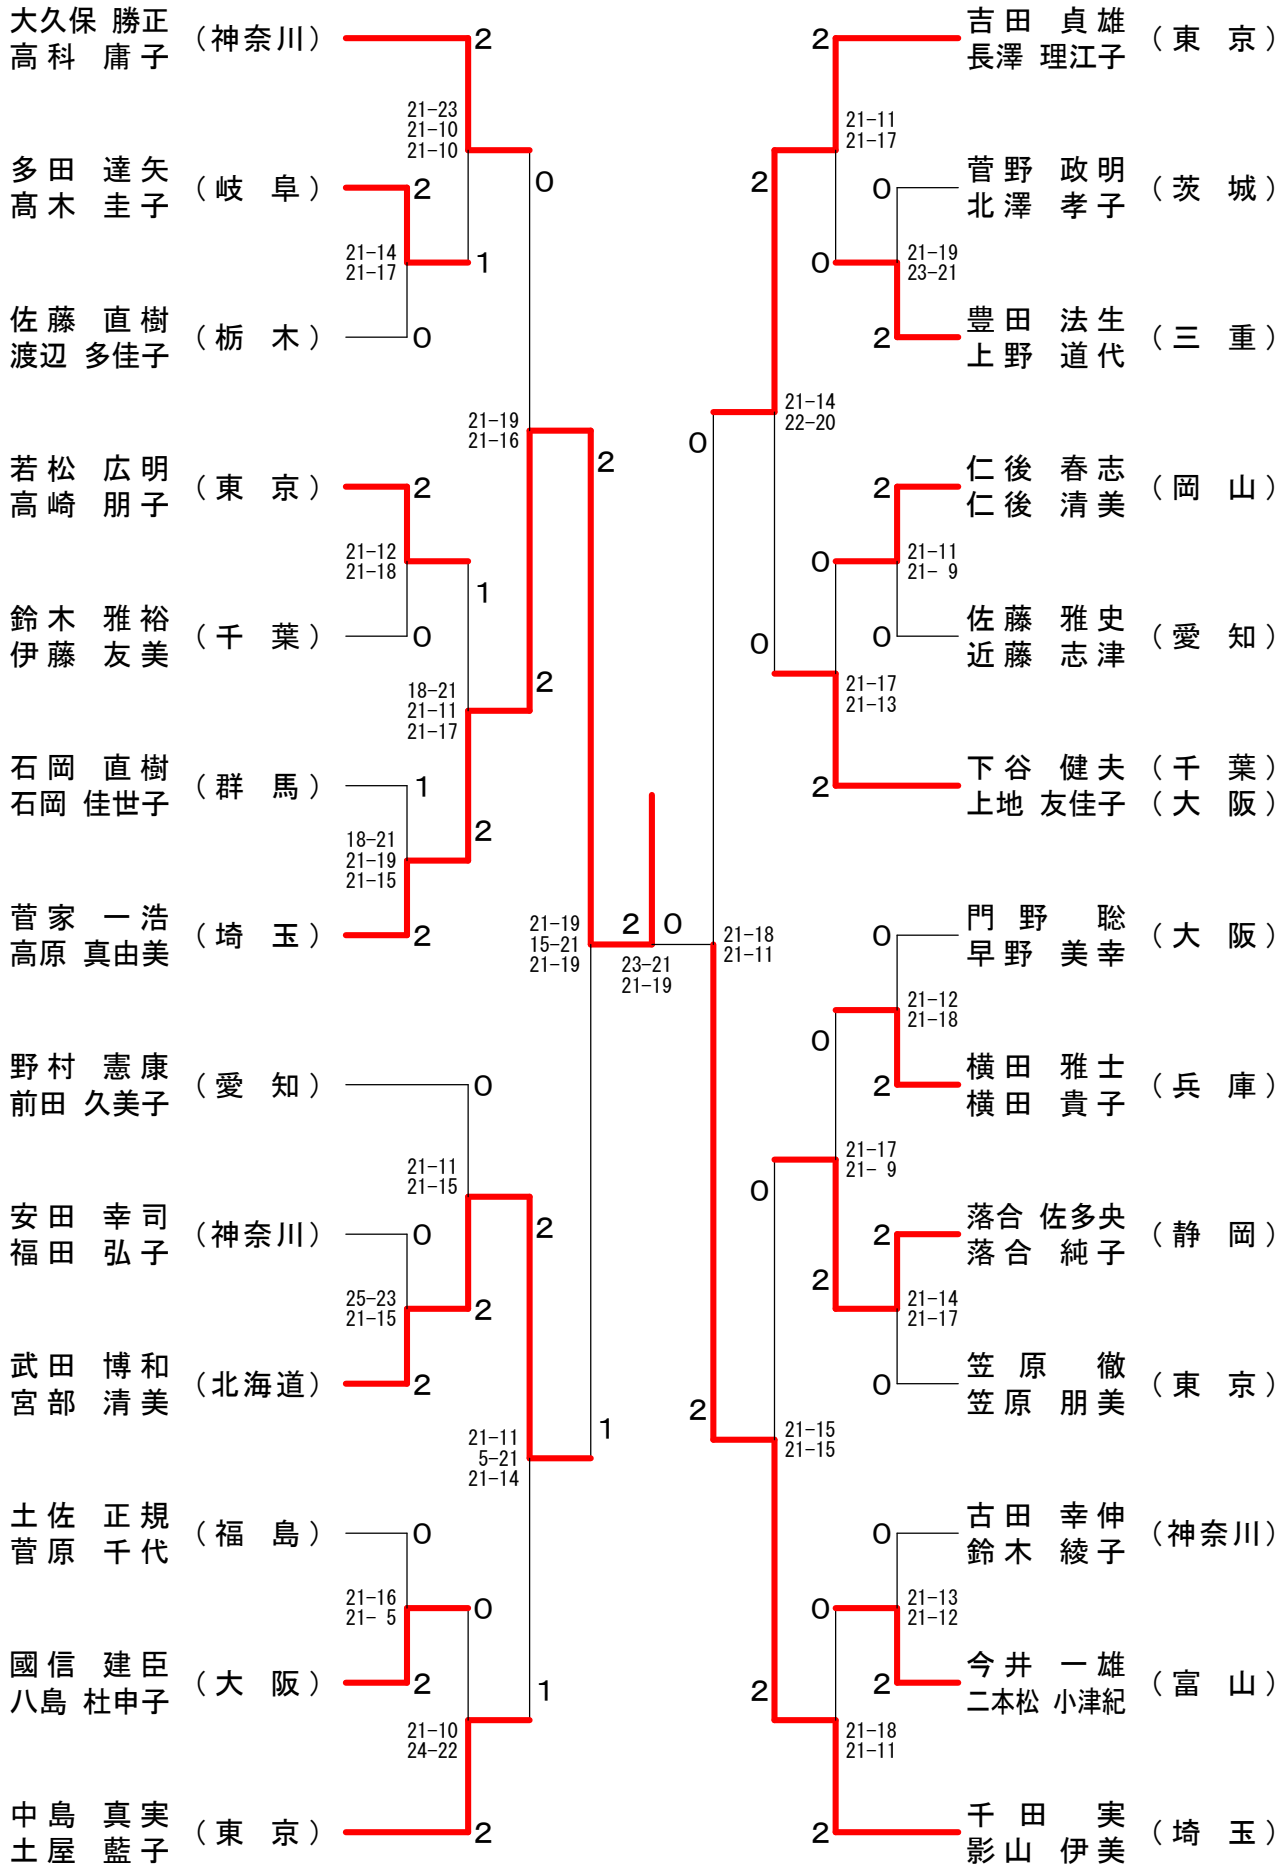 大久保 勝正
高科 庸子
(神奈川)
2
21-23
21-10
21-10
0
多田 達矢
髙木 圭子
(岐阜)
2
21-14
21-17
1
佐藤 直樹
渡辺 多佳子
(栃木)
0
21-19
21-16
2
若松 広明
高崎 朋子
(東京)
2
21-12
21-18
1
鈴木 雅裕
伊藤 友美
(千葉)
0
18-21
21-11
21-17
2
石岡 直樹
石岡 佳世子
(群馬)
1
18-21
21-19
21-15
2
菅家 一浩
高原 真由美
(埼玉)
2
21-19
15-21
21-19
2
0
23-21
21-19
野村 憲康
前田 久美子
(愛知)
0
21-11
21-15
2
安田 幸司
福田 弘子
(神奈川)
0
25-23
21-15
2
武田 博和
宮部 清美
(北海道)
2
21-11
5-21
21-14
1
土佐 正規
菅原 千代
(福島)
0
21-16
21- 5
0
國信 建臣
八島 杜申子
(大阪)
2
21-10
24-22
1
中島 真実
土屋 藍子
(東京)
2
2
吉田 貞雄
長澤 理江子
(東京)
21-11
21-17
2
0
菅野 政明
北澤 孝子
(茨城)
0
21-19
23-21
2
豊田 法生
上野 道代
(三重)
21-14
22-20
0
2
仁後 春志
仁後 清美
(岡山)
0
21-11
21- 9
0
佐藤 雅史
近藤 志津
(愛知)
0
21-17
21-13
2
下谷 健夫
上地 友佳子
(千葉)
(大阪)
21-18
21-11
0
門野 聡
早野 美幸
(大阪)
21-12
21-18
0
2
横田 雅士
横田 貴子
(兵庫)
21-17
21- 9
0
2
落合 佐多央
落合 純子
(静岡)
2
21-14
21-17
0
笠原 徹
笠原 朋美
(東京)
2
21-15
21-15
0
古田 幸伸
鈴木 綾子
(神奈川)
21-13
21-12
0
2
今井 一雄
二本松 小津紀
(富山)
2
21-18
21-11
2
千田 実
影山 伊美
(埼玉)